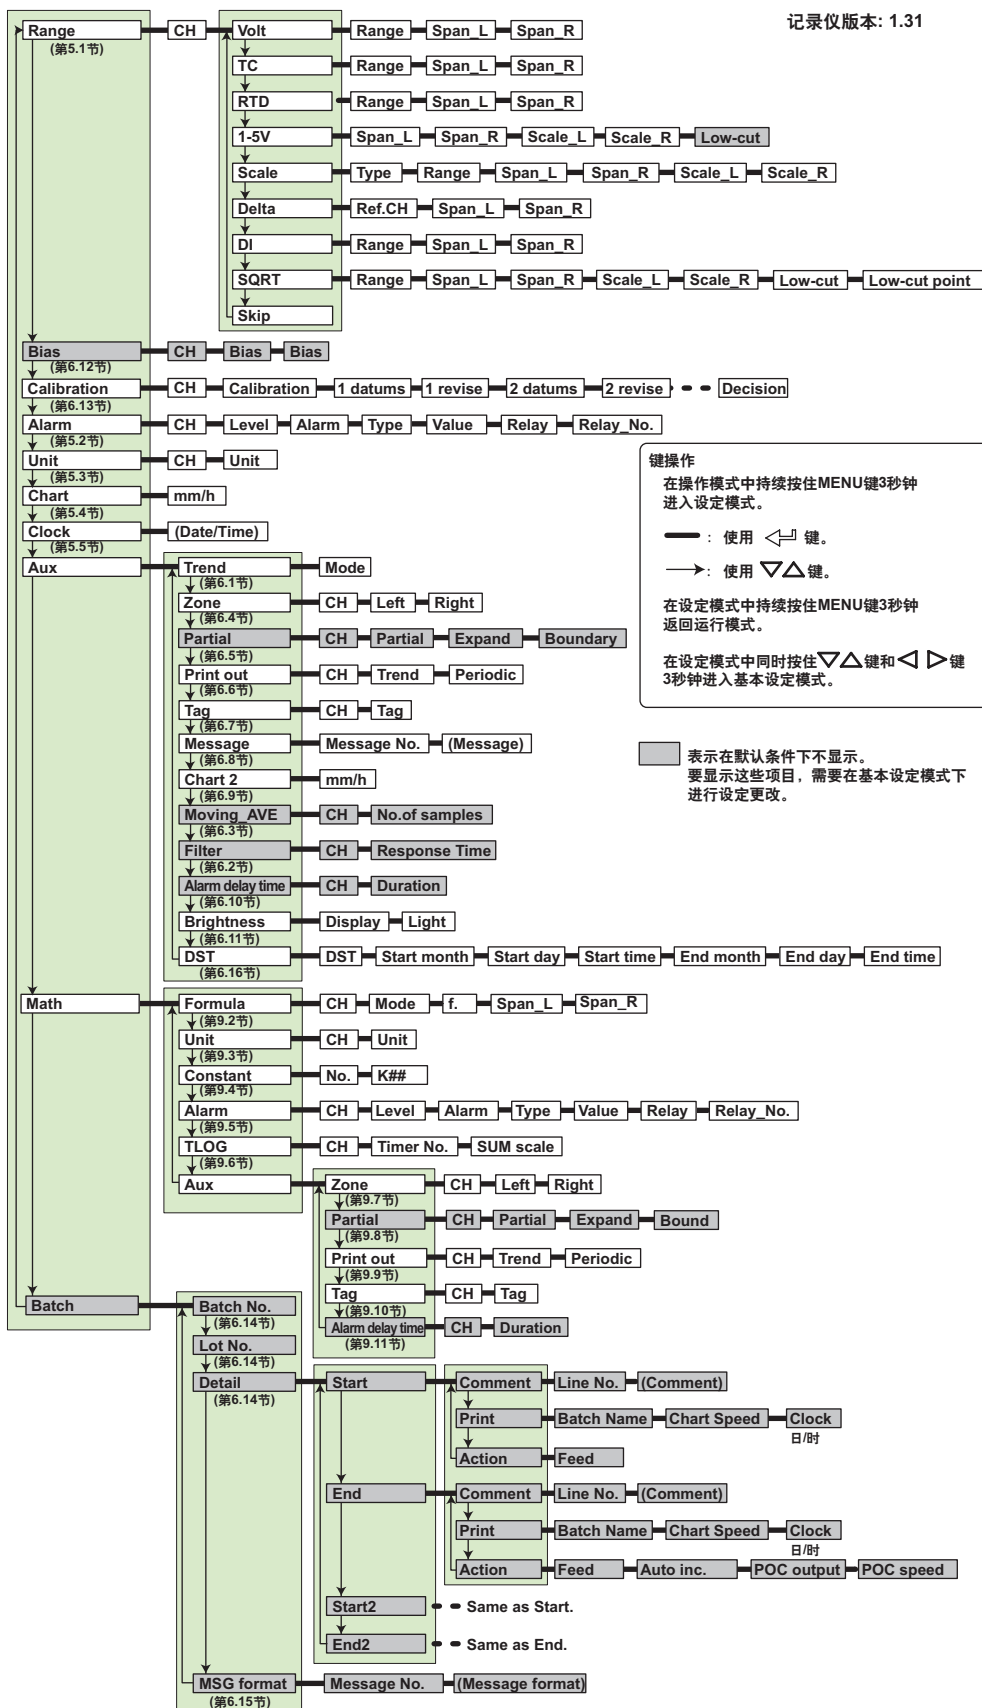 记录仪版本: 1.31
Range CH Volt Range Span_L Span_R
(第5.1节)
TC Range Span_L Span_R
RTD Range Span_L Span_R
1-5V Span_L Span_R Scale_L Scale_R Low-cut
Scale Type Range Span_L Span_R Scale_L Scale_R
Delta Ref.CH Span_L Span_R
DI Range Span_L Span_R
SQRT Range Span_L Span_R Scale_L Scale_R Low-cut Low-cut point
Skip
Bias CH Bias Bias
(第6.12节)
Calibration CH Calibration 1 datums 1 revise 2 datums 2 revise Decision
(第6.13节)
Alarm CH Level Alarm Type Value Relay Relay_No.
(第5.2节)
Unit CH Unit
(第5.3节)
Chart mm/h
(第5.4节)
Clock (Date/Time)
(第5.5节)
键操作
在操作模式中持续按住MENU键3秒钟
进入设定模式。
: 使用 键。
: 使用 ▽△键。
在设定模式中持续按住MENU键3秒钟
返回运行模式。
在设定模式中同时按住▽△键和◁ ▷键
3秒钟进入基本设定模式。
表示在默认条件下不显示。
要显示这些项目，需要在基本设定模式下
进行设定更改。
Aux Trend Mode
(第6.1节)
Zone CH Left Right
(第6.4节)
Partial CH Partial Expand Boundary
(第6.5节)
Print out CH Trend Periodic
(第6.6节)
Tag CH Tag
(第6.7节)
Message Message No. (Message)
(第6.8节)
Chart 2 mm/h
(第6.9节)
Moving_AVE CH No.of samples
(第6.3节)
Filter CH Response Time
(第6.2节)
Alarm delay time CH Duration
(第6.10节)
Brightness Display Light
(第6.11节)
DST DST Start month Start day Start time End month End day End time
(第6.16节)
Math Formula CH Mode f. Span_L Span_R
(第9.2节)
Unit CH Unit
(第9.3节)
Constant No. K##
(第9.4节)
Alarm CH Level Alarm Type Value Relay Relay_No.
(第9.5节)
TLOG CH Timer No. SUM scale
(第9.6节)
Aux Zone CH Left Right
(第9.7节)
Partial CH Partial Expand Bound
(第9.8节)
Print out CH Trend Periodic
(第9.9节)
Tag CH Tag
(第9.10节)
Alarm delay time CH Duration
(第9.11节)
Batch Batch No.
(第6.14节)
Lot No.
(第6.14节)
Detail Start Comment Line No. (Comment)
(第6.14节)
Print Batch Name Chart Speed Clock
日/时
Action Feed
End Comment Line No. (Comment)
Print Batch Name Chart Speed Clock
日/时
Action Feed Auto inc. POC output POC speed
Start2 Same as Start.
End2 Same as End.
MSG format Message No. (Message format)
(第6.15节)